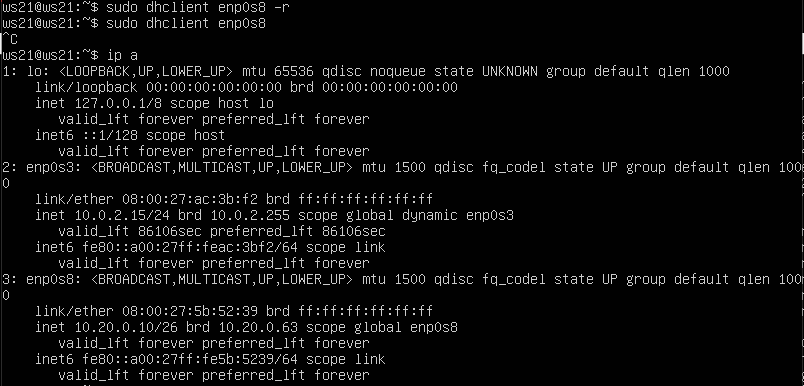 ws21@ws21:~$ sudo dhclient enp0s8 -r
ws21@ws21:~$ sudo dhclient enp0s8
^C
ws21@ws21:~$ ip a
1: lo: <LOOPBACK,UP,LOWER_UP> mtu 65536 qdisc noqueue state UNKNOWN group default qlen 1000
    link/loopback 00:00:00:00:00:00 brd 00:00:00:00:00:00
    inet 127.0.0.1/8 scope host lo
       valid_lft forever preferred_lft forever
    inet6 ::1/128 scope host
       valid_lft forever preferred_lft forever
2: enp0s3: <BROADCAST,MULTICAST,UP,LOWER_UP> mtu 1500 qdisc fq_codel state UP group default qlen 100
0
    link/ether 08:00:27:ac:3b:f2 brd ff:ff:ff:ff:ff:ff
    inet 10.0.2.15/24 brd 10.0.2.255 scope global dynamic enp0s3
       valid_lft 86106sec preferred_lft 86106sec
    inet6 fe80::a00:27ff:feac:3bf2/64 scope link
       valid_lft forever preferred_lft forever
3: enp0s8: <BROADCAST,MULTICAST,UP,LOWER_UP> mtu 1500 qdisc fq_codel state UP group default qlen 100
0
    link/ether 08:00:27:5b:52:39 brd ff:ff:ff:ff:ff:ff
    inet 10.20.0.10/26 brd 10.20.0.63 scope global enp0s8
       valid_lft forever preferred_lft forever
    inet6 fe80::a00:27ff:fe5b:5239/64 scope link
       valid_lft forever preferred_lft forever